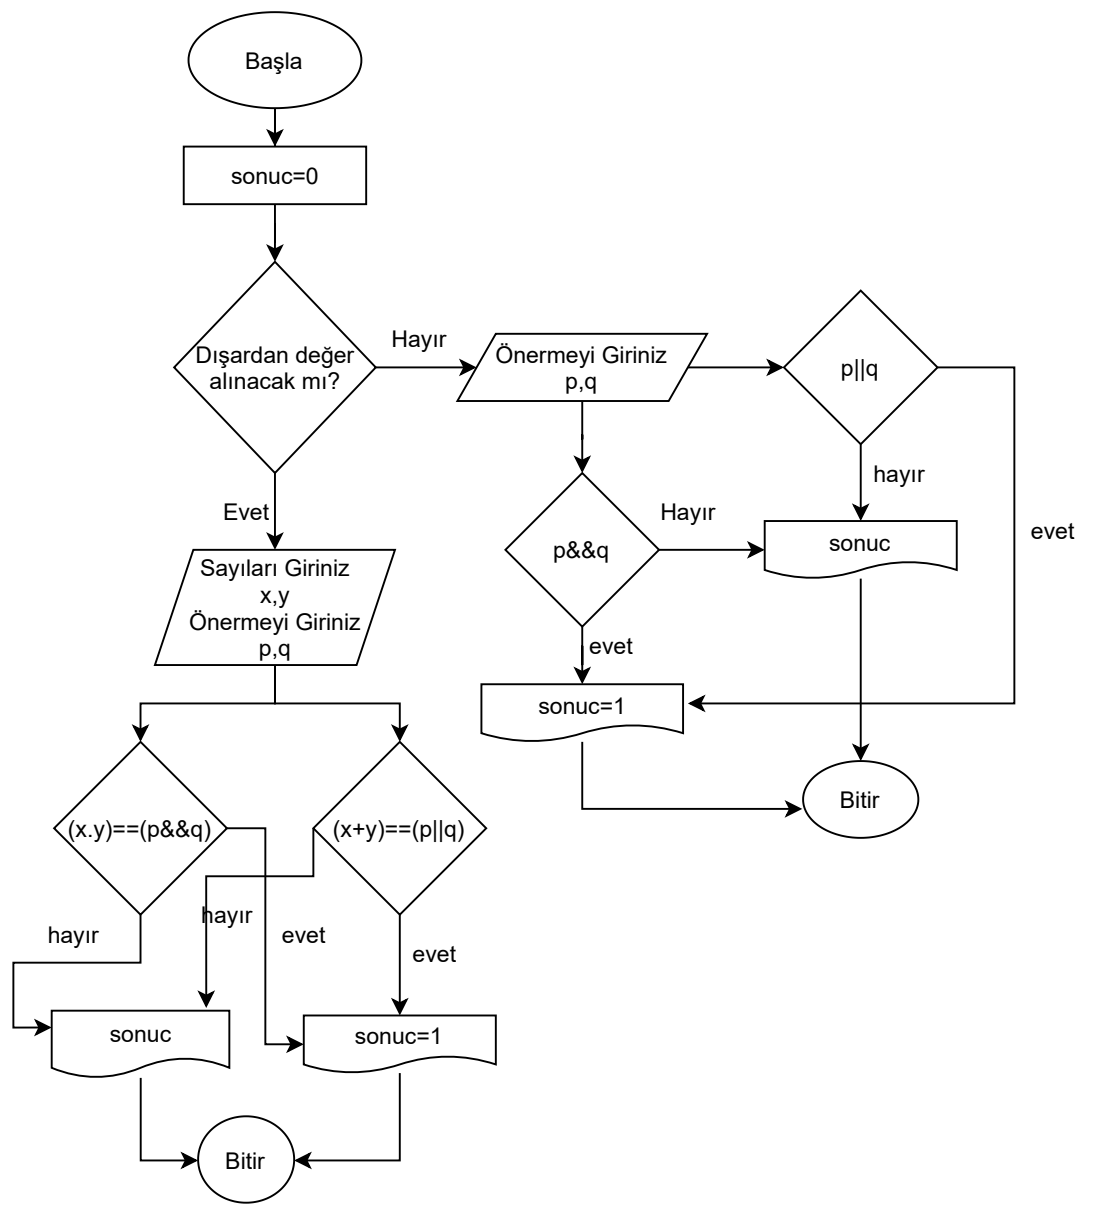 Başla
sonuc=0
Dışardan değer
alınacak mı?
Hayır
Önermeyi Giriniz
p,q
p||q
hayır
evet
Evet
p&&q
Hayır
sonuc
evet
sonuc=1
Bitir
Sayıları Giriniz
x,y
Önermeyi Giriniz
p,q
(x.y)==(p&&q)
(x+y)==(p||q)
hayır
hayır
evet
evet
sonuc
sonuc=1
Bitir